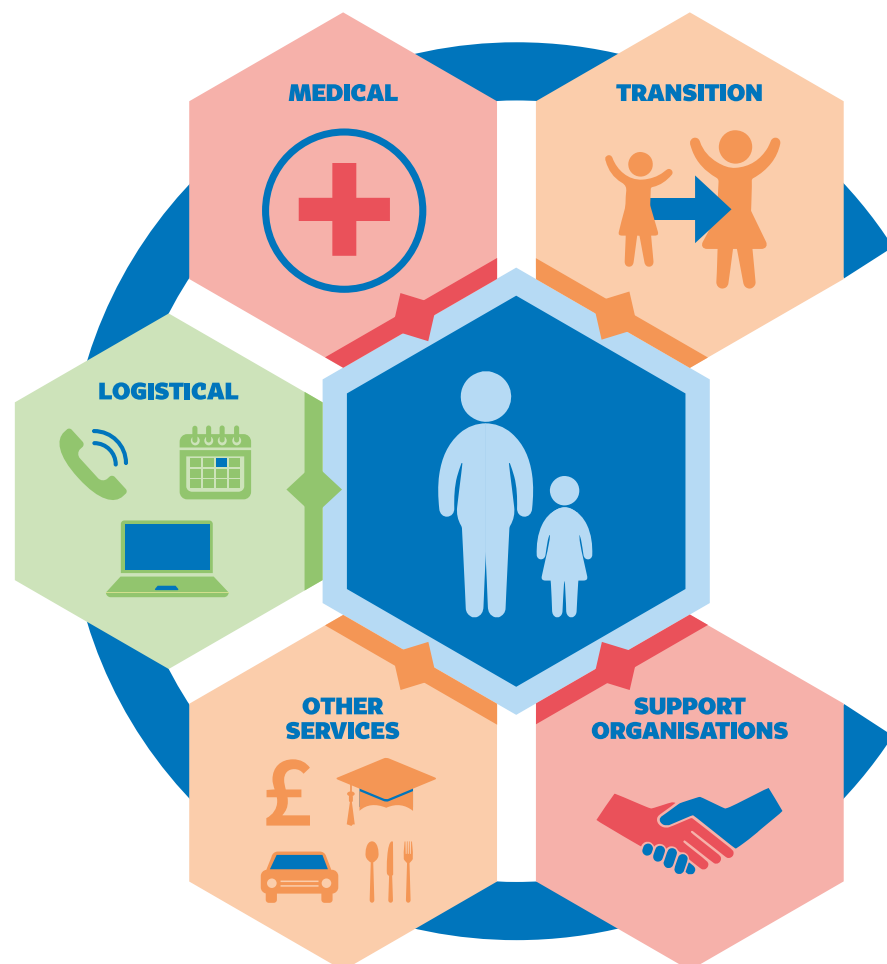 MEDICAL
TRANSITION
LOGISTICAL
OTHER
SERVICES
£
SUPPORT
ORGANISATIONS